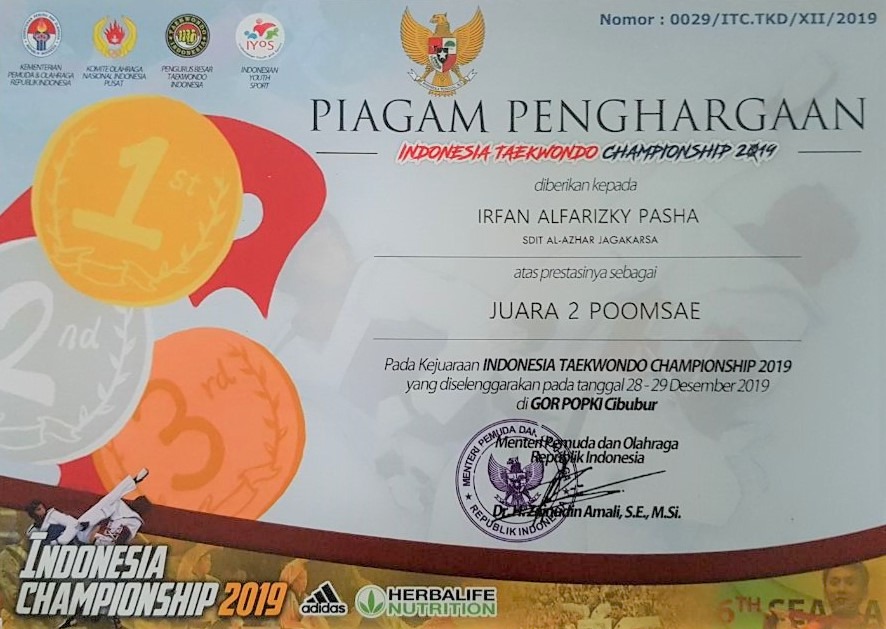 Nomor : 0029/ITC.TKD/XII/2019
KEMENTERIAN
PEMUDA & OLAHRAGA
REPUBLIK INDONESIA
KOMITE OLAHRAGA
NASIONAL INDONESIA
PUSAT
PENGURUS BESAR
TAEKWONDO
INDONESIA
IYoS
INDONESIAN
YOUTH
SPORT
PIAGAM PENGHARGAAN
INDONESIA TAEKWONDO CHAMPIONSHIP 2019
diberikan kepada
IRFAN ALFARIZKY PASHA
SDIT AL-AZHAR JAGAKARSA
atas prestasinya sebagai
JUARA 2 POOMSAE
Pada Kejuaraan INDONESIA TAEKWONDO CHAMPIONSHIP 2019
yang diselenggarakan pada tanggal 28 - 29 Desember 2019
di GOR POPKI Cibubur
Menteri Pemuda dan Olahraga
Republik Indonesia
MENTERI PEMUDA DAN
REPUBLIK INDONESIA
Dr. H. Zainudin Amali, S.E., M.Si.
1st
2nd
3rd
INDONESIA
CHAMPIONSHIP 2019
adidas
HERBALIFE
NUTRITION
6TH